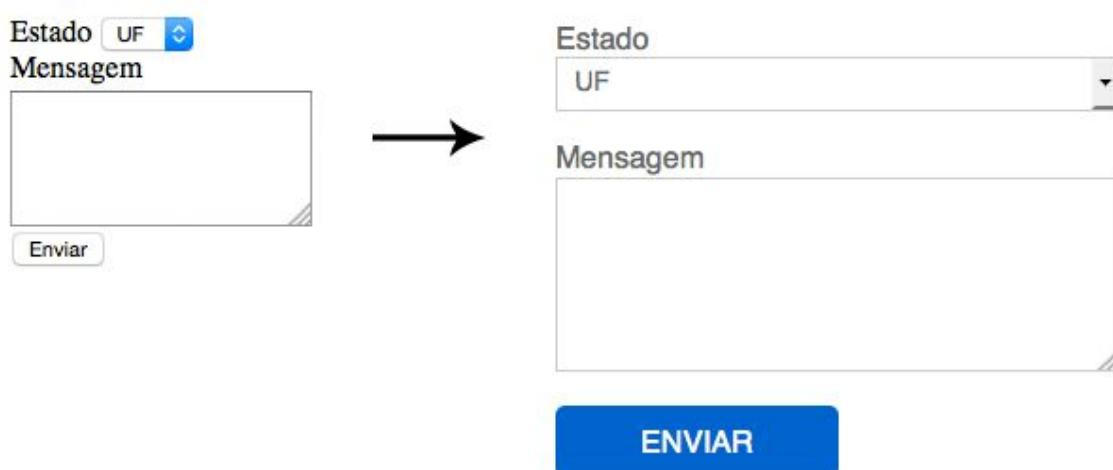 Estado UF
Mensagem
Enviar
Estado
UF
Mensagem
ENVIAR